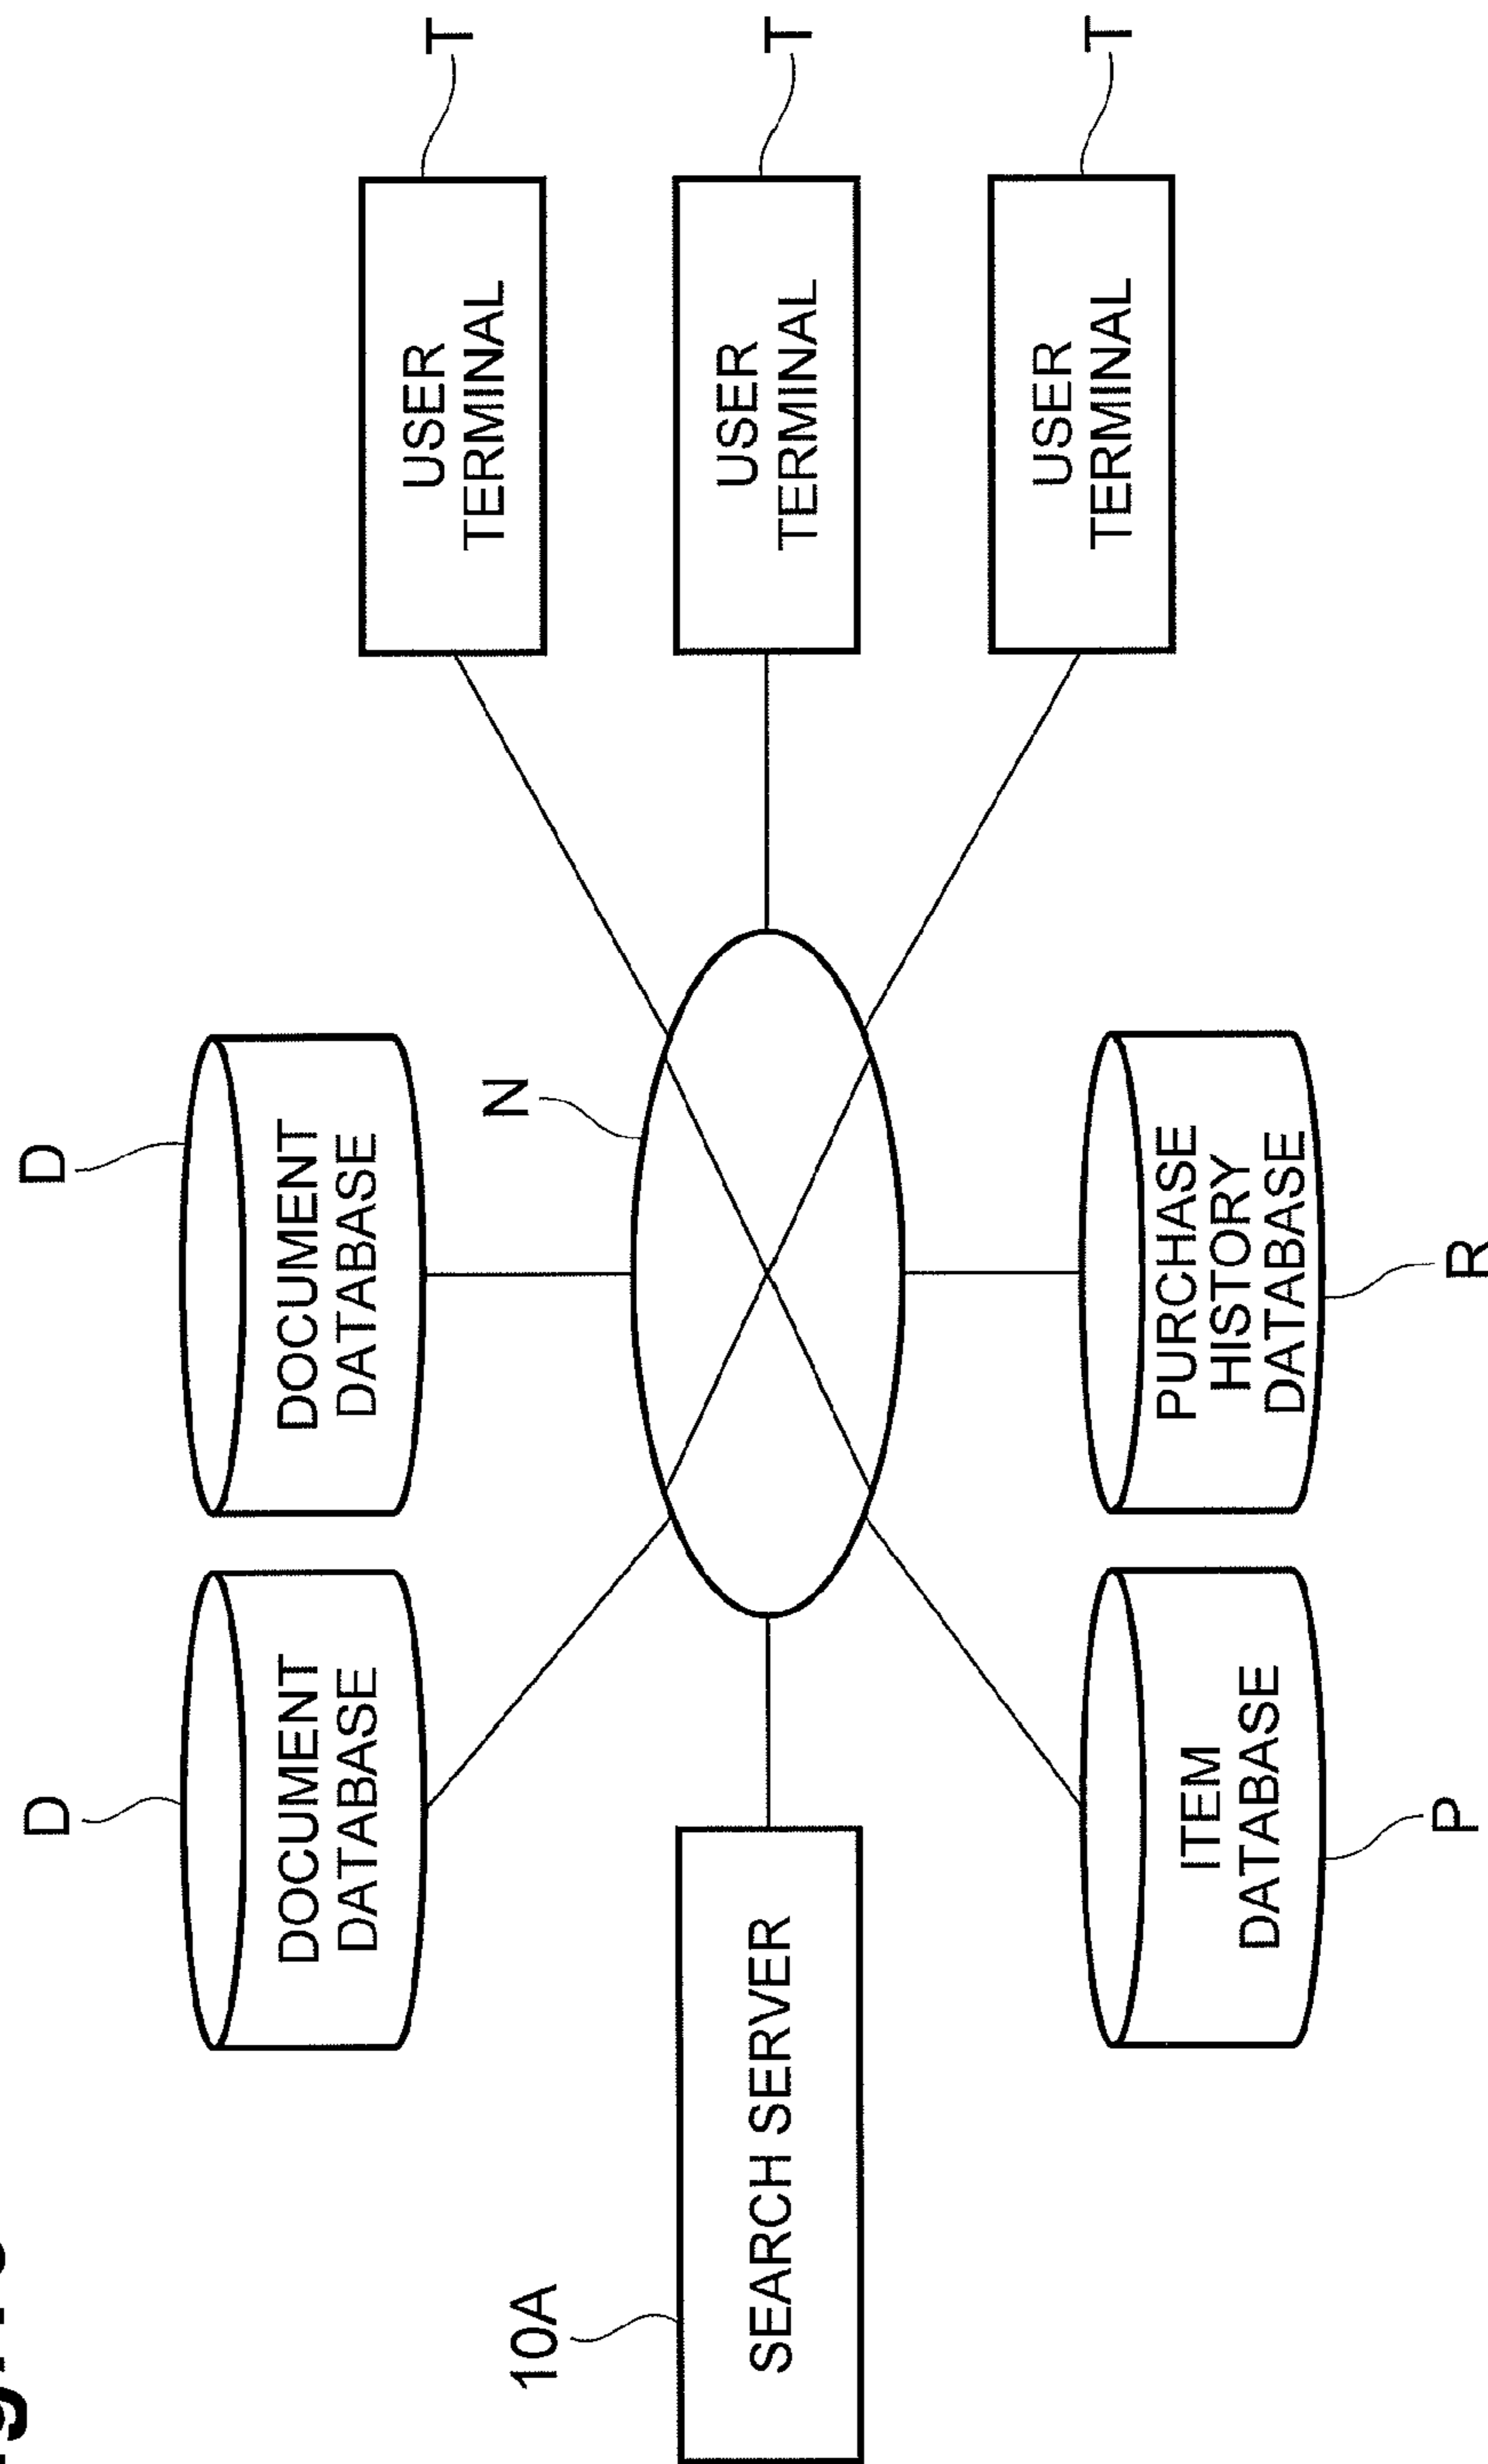 D
D
DOCUMENT
DATABASE
DOCUMENT
DATABASE
USER
TERMINAL
T
N
10A
SEARCH SERVER
USER
TERMINAL
T
USER
TERMINAL
T
ITEM
DATABASE
PURCHASE
HISTORY
DATABASE
P
R